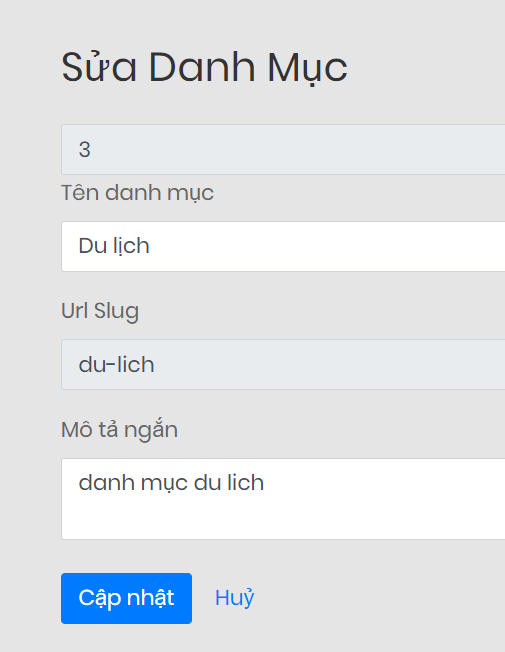 Sửa Danh Mục
3
Tên danh mục
Du lịch
Url Slug
du-lich
Mô tả ngắn
danh mục du lich
Cập nhật Huỷ